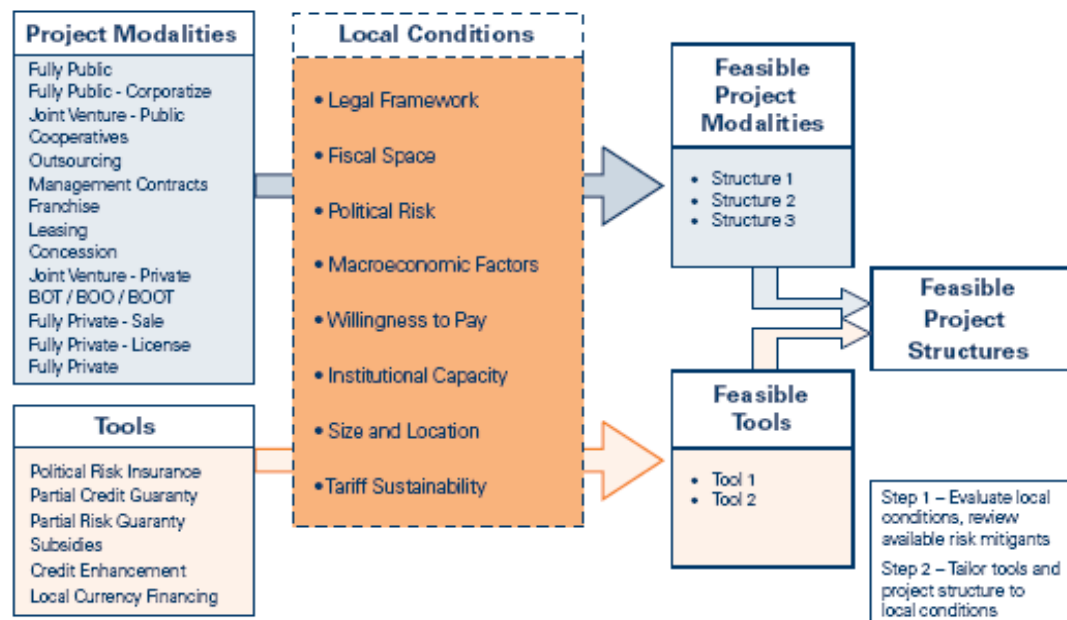 Project Modalities
Fully Public
Fully Public - Corporatize
Joint Venture - Public
Cooperatives
Outsourcing
Management Contracts
Franchise
Leasing
Concession
Joint Venture - Private
BOT / BOO / BOOT
Fully Private - Sale
Fully Private - License
Fully Private
Tools
Political Risk Insurance
Partial Credit Guaranty
Partial Risk Guaranty
Subsidies
Credit Enhancement
Local Currency Financing
Local Conditions
• Legal Framework
• Fiscal Space
• Political Risk
• Macroeconomic Factors
• Willingness to Pay
• Institutional Capacity
• Size and Location
• Tariff Sustainability
Feasible
Project
Modalities
• Structure 1
• Structure 2
• Structure 3
Feasible
Tools
• Tool 1
• Tool 2
Feasible
Project
Structures
Step 1 – Evaluate local
conditions, review
available risk mitigants
Step 2 – Tailor tools and
project structure to
local conditions